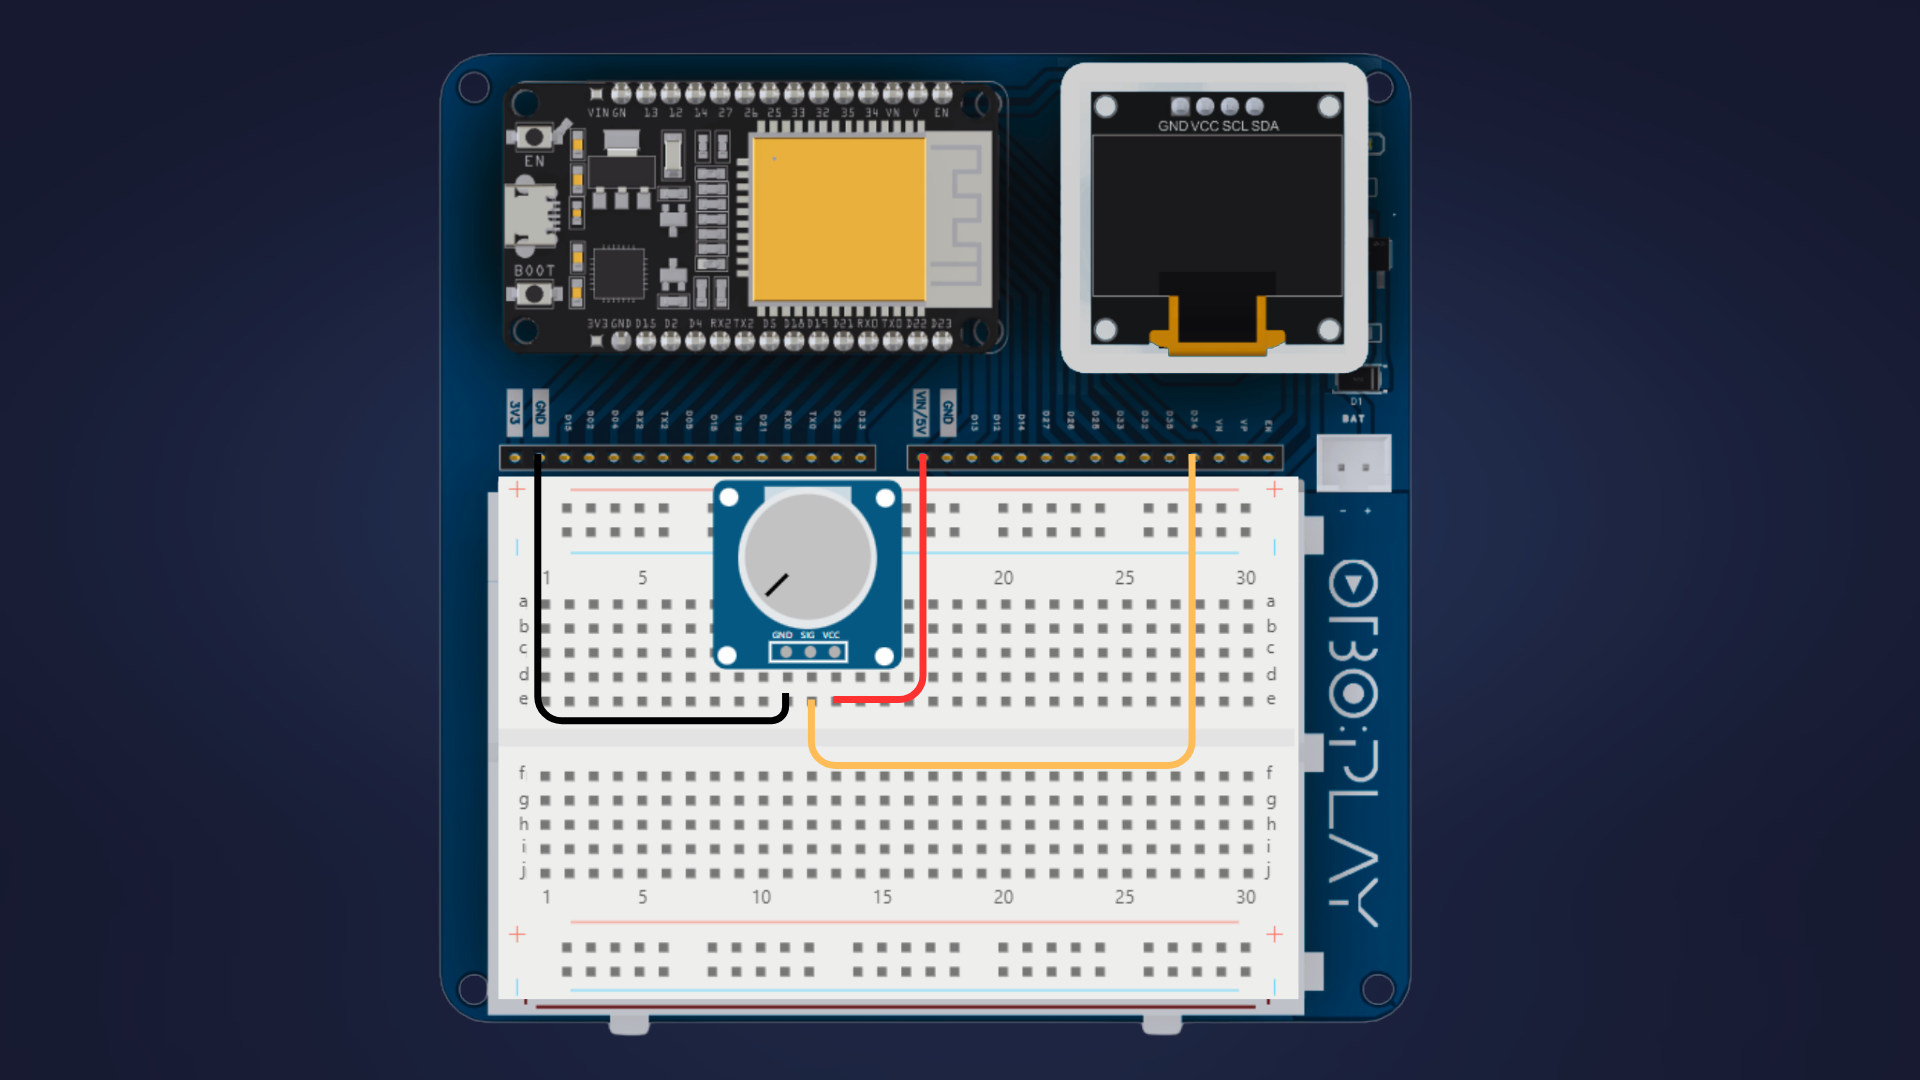 VIN GN 13 12 14 27 26 25 33 32 35 34 VN V EN
GND VCC SCL SDA
EN
BOOT
3V3 GND D15 D2 D4 RX2 TX2 D5 D18 D19 D21 RX0 TX0 D22 D23
3V3 GND D15 D02 D04 RX2 TX2 D05 D18 D19 D21 RX0 TX0 D22 D23
VIN/5V GND D13 D12 D14 D27 D26 D25 D33 D32 D35 D34 VN VP EN
D1
BAT
+ +
- +
1 5 20 25 30
a a
b b
GND SIG VCC
c c
d d
e e
f f
g g
h h
i i
j j
1 5 10 15 20 25 30
+ +
PLAY